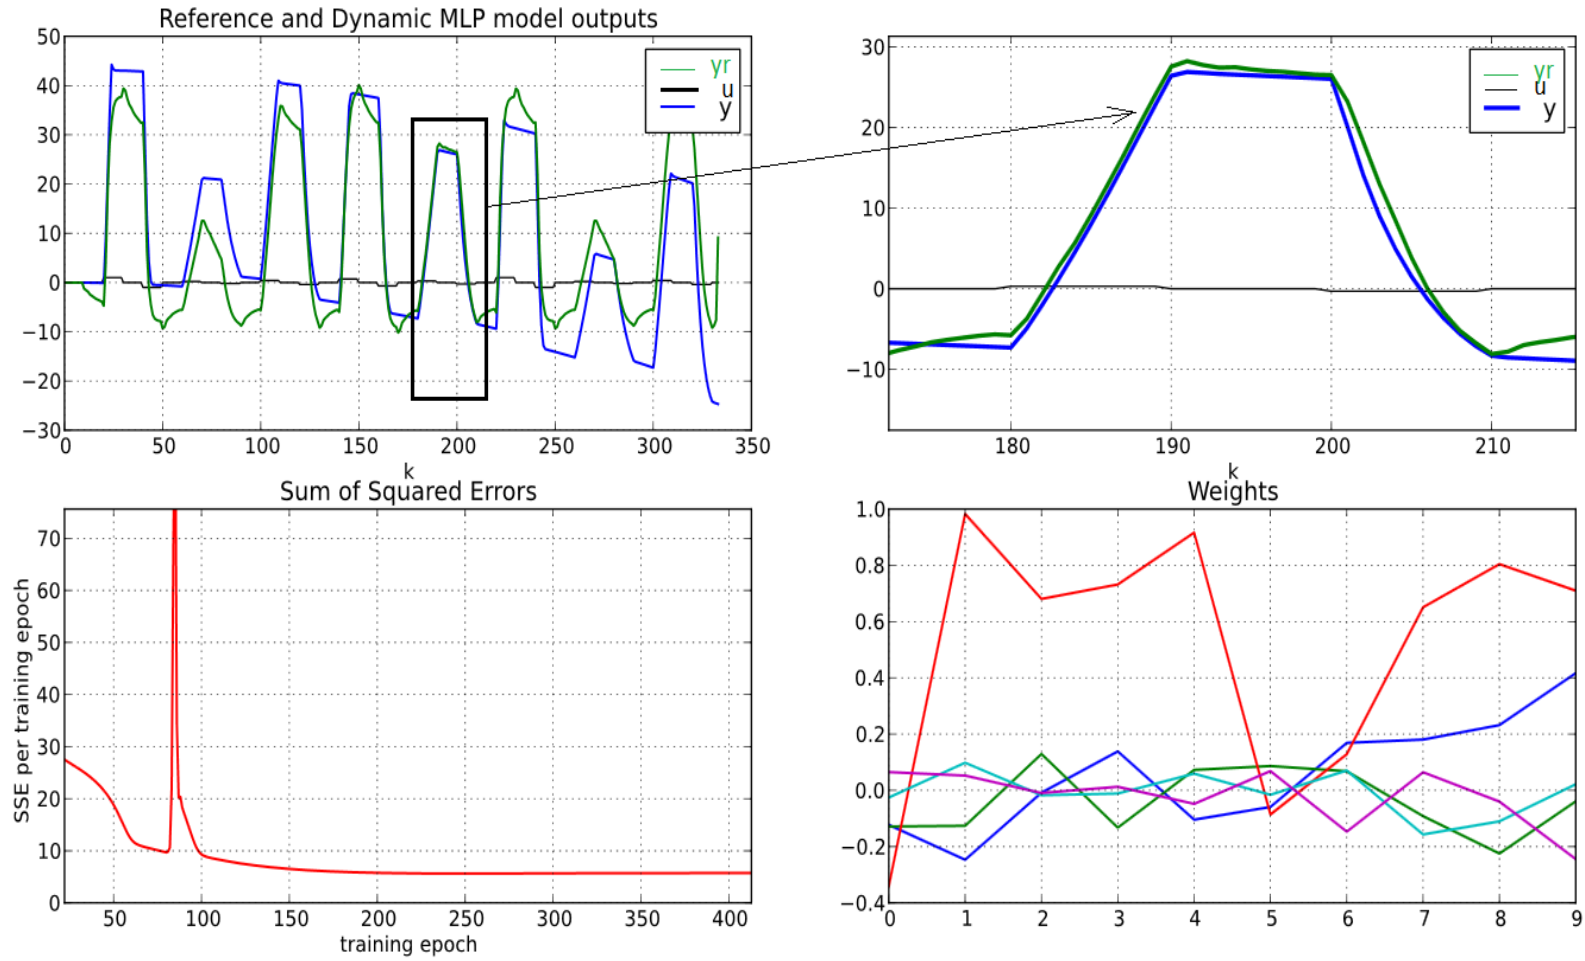 Reference and Dynamic MLP model outputs
50
40
30
20
10
0
−10
−20
−30
0 50 100 150 200 250 300 350
k
yr
u
y
30
20
10
0
−10
180 190 200 210
k
yr
u
y
Sum of Squared Errors
SSE per training epoch
70
60
50
40
30
20
10
0
50 100 150 200 250 300 350 400
training epoch
Weights
1.0
0.8
0.6
0.4
0.2
0.0
−0.2
−0.4
0 1 2 3 4 5 6 7 8 9